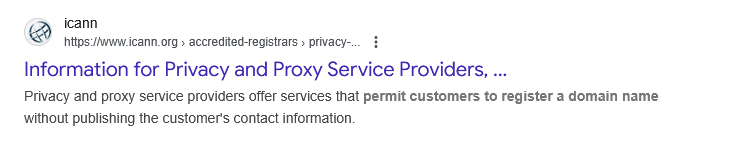 icann
https://www.icann.org › accredited-registrars › privacy-...
Information for Privacy and Proxy Service Providers, ...
Privacy and proxy service providers offer services that permit customers to register a domain name
without publishing the customer's contact information.